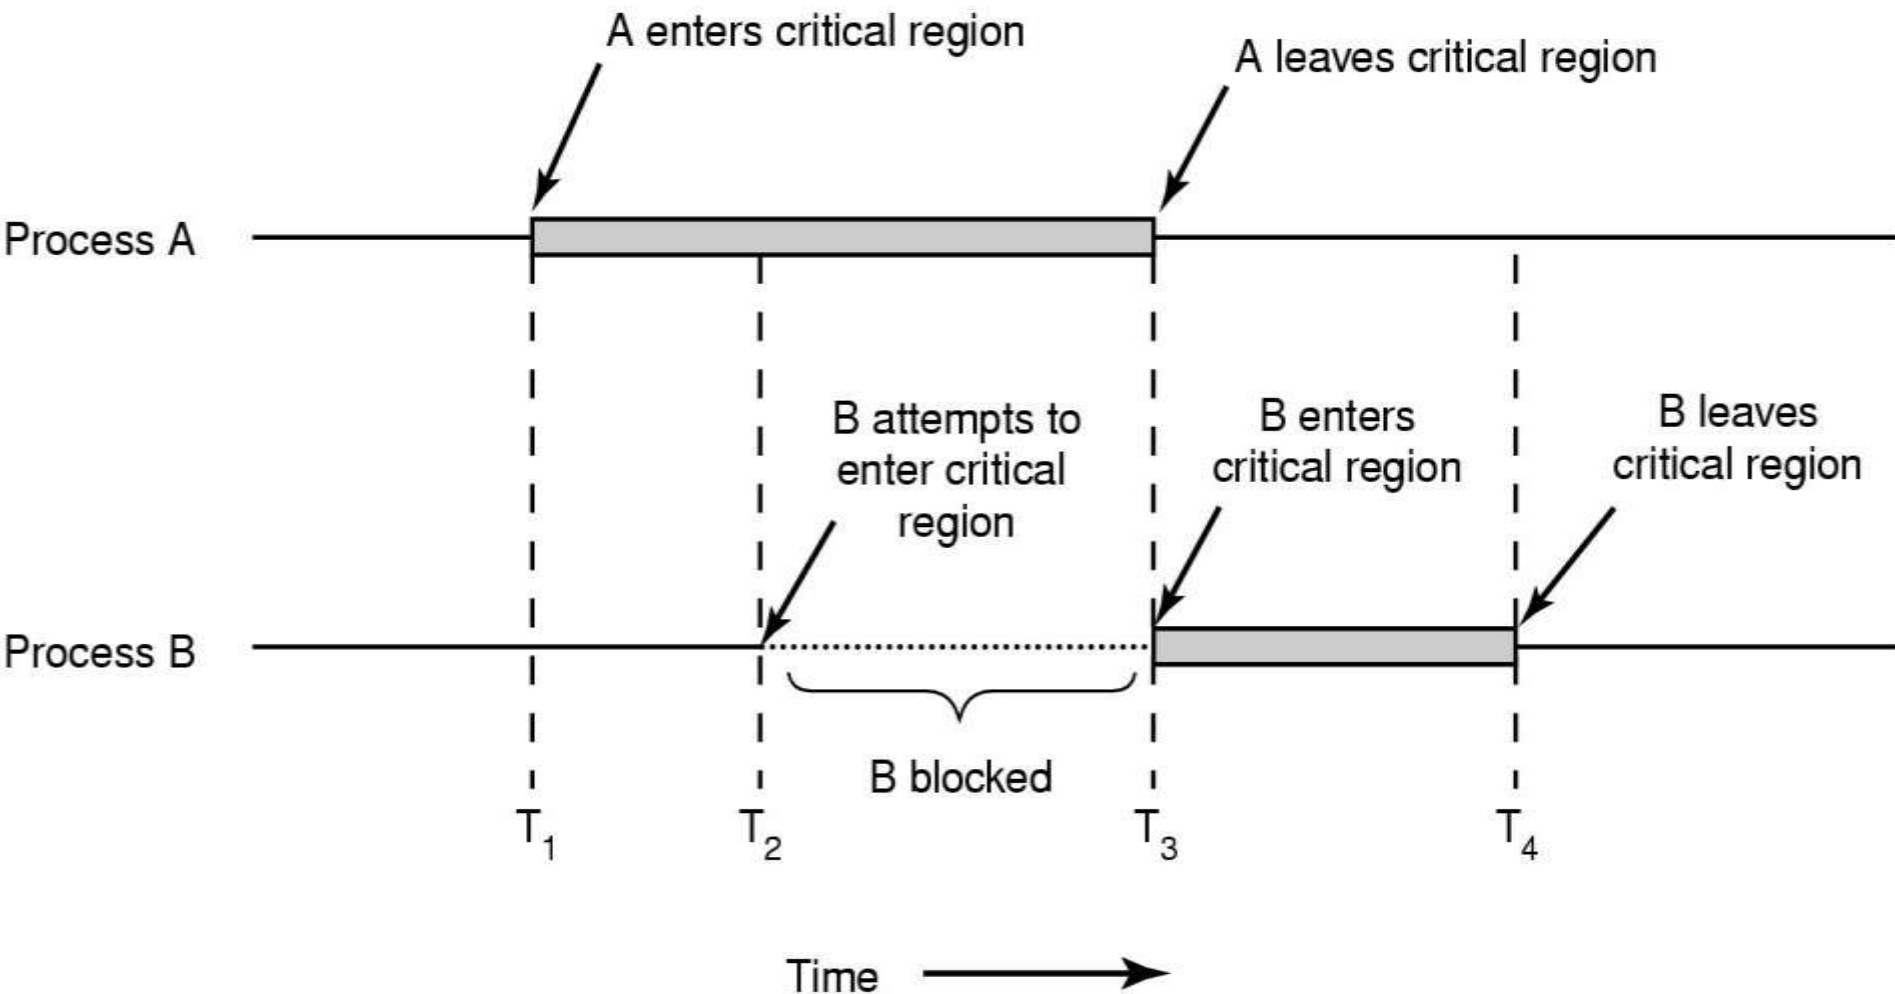 A enters critical region
A leaves critical region
Process A
B attempts to
enter critical
region
B enters
critical region
B leaves
critical region
Process B
B blocked
T1
T2
T3
T4
Time